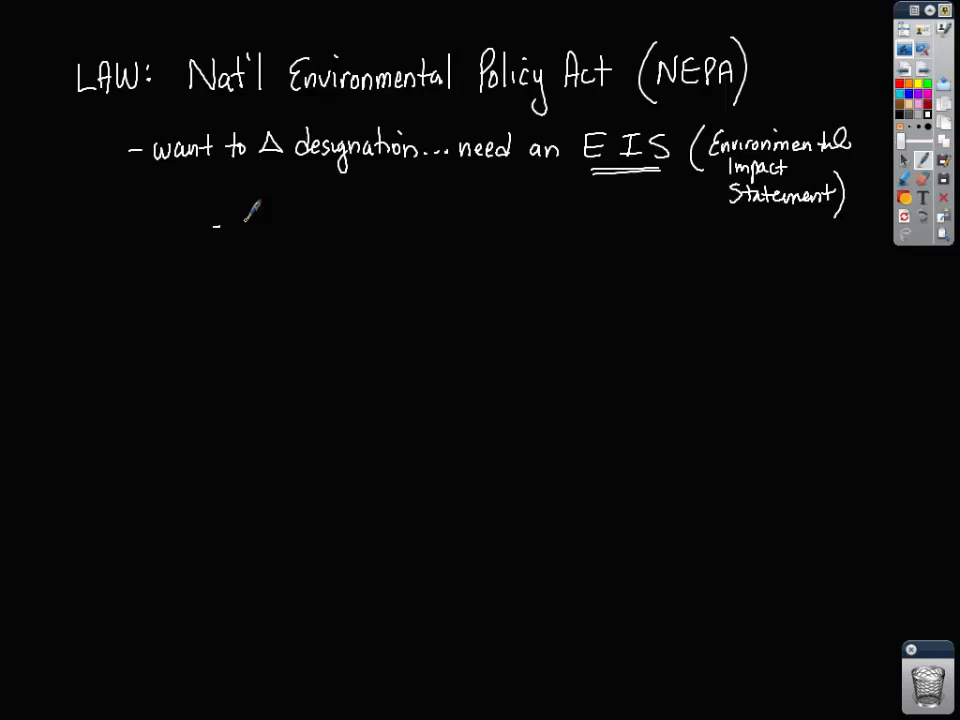 LAW: Nat'l Environmental Policy Act (NEPA)
- want to Δ designation... need an EIS (Environmental
Impact
Statement)
-